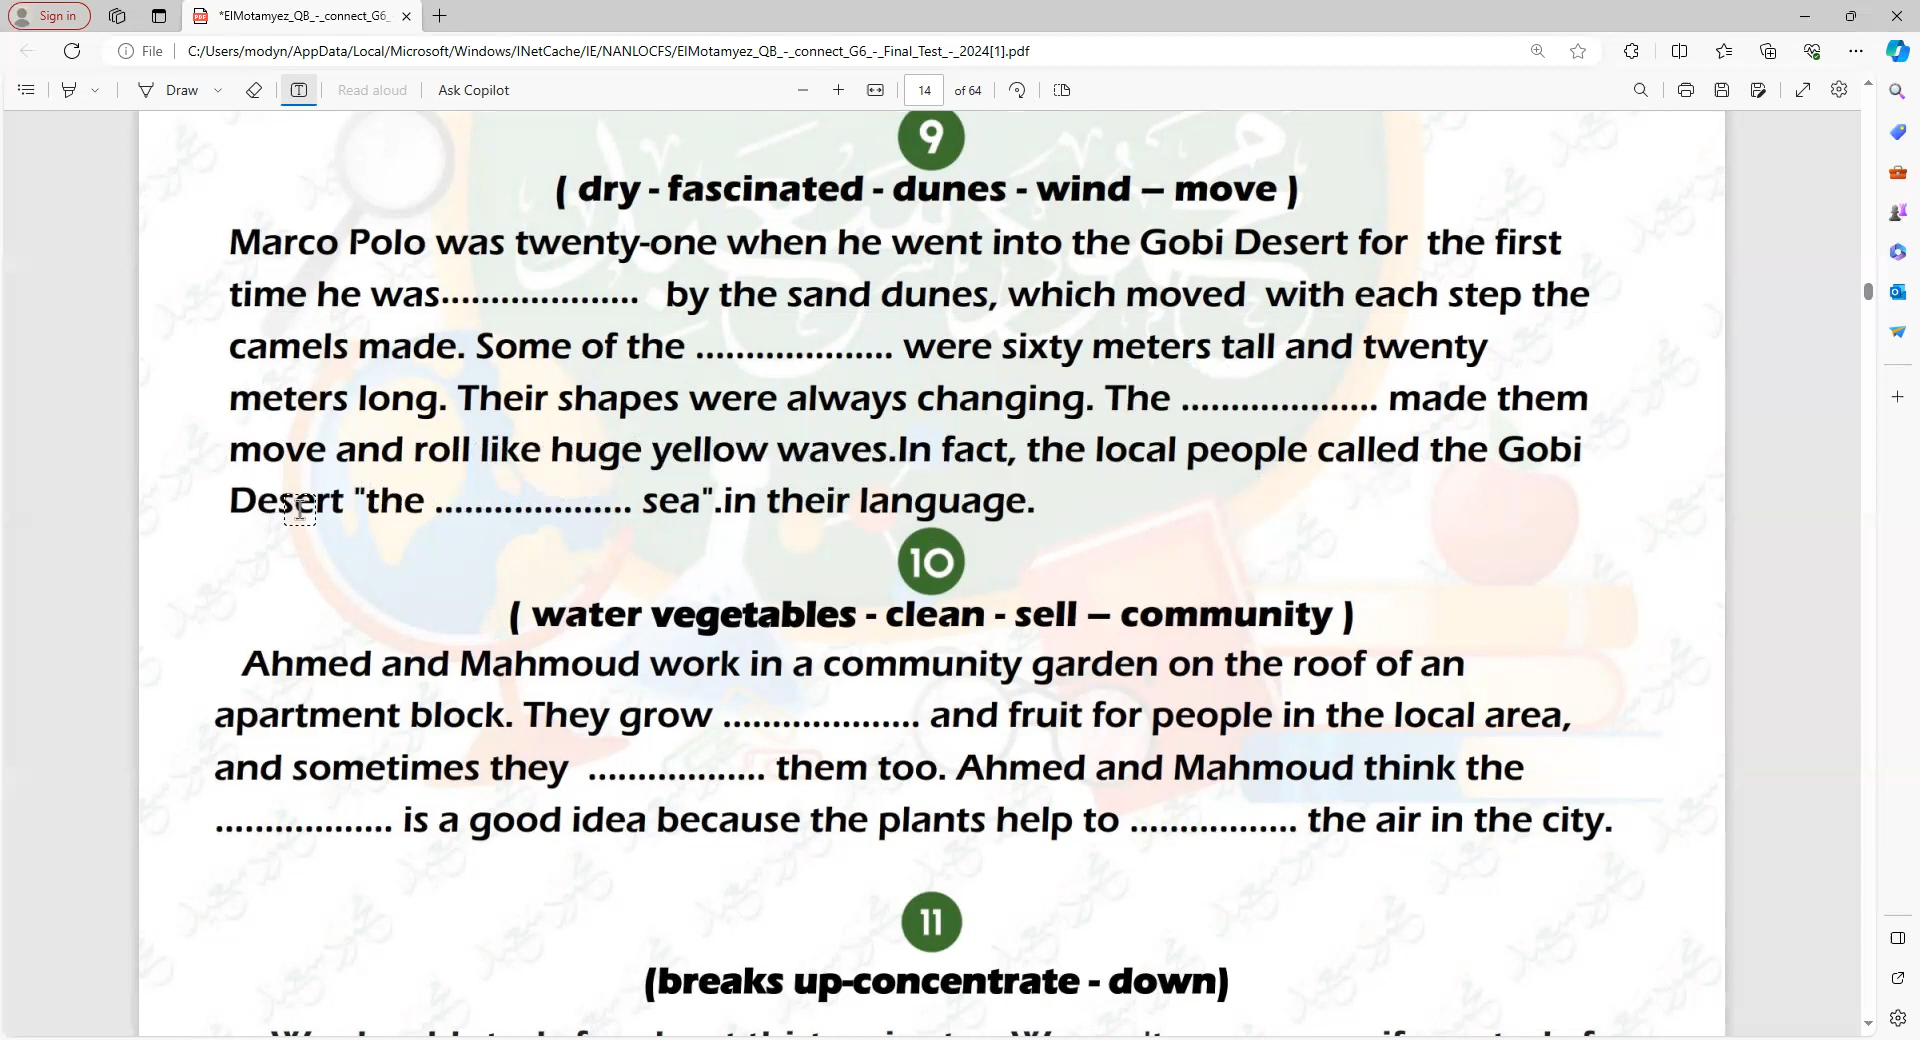 Sign in
*ElMotamyez_QB_-_connect_G6_
File
C:/Users/modyn/AppData/Local/Microsoft/Windows/INetCache/IE/NANLOCFS/ElMotamyez_QB_-_connect_G6_-_Final_Test_-_2024[1].pdf
Draw
Read aloud
Ask Copilot
14 of 64
9
( dry - fascinated - dunes - wind – move )
Marco Polo was twenty-one when he went into the Gobi Desert for the first
time he was.................... by the sand dunes, which moved with each step the
camels made. Some of the .................... were sixty meters tall and twenty
meters long. Their shapes were always changing. The .................... made them
move and roll like huge yellow waves.In fact, the local people called the Gobi
Desert "the .................... sea".in their language.
10
( water vegetables - clean - sell – community )
Ahmed and Mahmoud work in a community garden on the roof of an
apartment block. They grow .................... and fruit for people in the local area,
and sometimes they .................. them too. Ahmed and Mahmoud think the
.................. is a good idea because the plants help to ................. the air in the city.
11
(breaks up-concentrate - down)